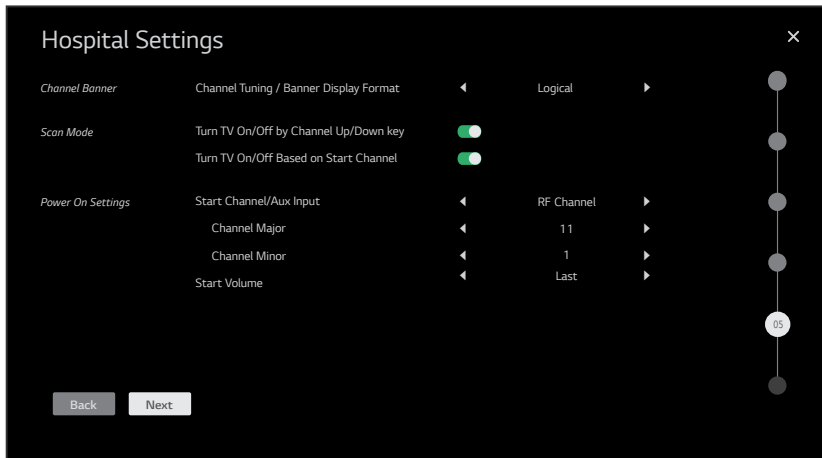 Hospital Settings
Channel Banner Channel Tuning / Banner Display Format Logical
Scan Mode Turn TV On/Off by Channel Up/Down key
Turn TV On/Off Based on Start Channel
Power On Settings Start Channel/Aux Input RF Channel
Channel Major 11
Channel Minor 1
Start Volume Last
05
Back Next